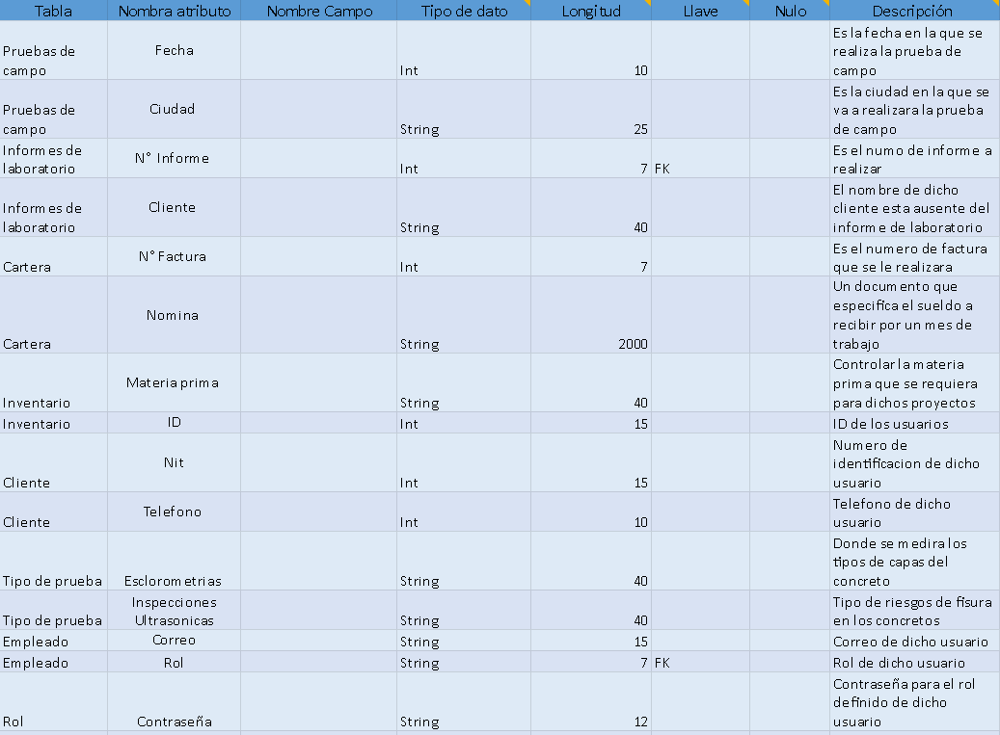 Tabla Nombra atributo Nombre Campo Tipo de dato Longitud Llave Nulo Descripción
Pruebas de campo Fecha Int 10 Es la fecha en la que se realiza la prueba de campo
Pruebas de campo Ciudad String 25 Es la ciudad en la que se va a realizara la prueba de campo
Informes de laboratorio N° Informe Int 7 FK Es el numo de informe a realizar
Informes de laboratorio Cliente String 40 El nombre de dicho cliente esta ausente del informe de laboratorio
Cartera N° Factura Int 7 Es el numero de factura que se le realizara
Cartera Nomina String 2000 Un documento que especifica el sueldo a recibir por un mes de trabajo
Inventario Materia prima String 40 Controlar la materia prima que se requiera para dichos proyectos
Inventario ID Int 15 ID de los usuarios
Cliente Nit Int 15 Numero de identificacion de dicho usuario
Cliente Telefono Int 10 Telefono de dicho usuario
Tipo de prueba Esclorometrias String 40 Donde se medira los tipos de capas del concreto
Tipo de prueba Inspecciones Ultrasonicas String 40 Tipo de riesgos de fisura en los concretos
Empleado Correo String 15 Correo de dicho usuario
Empleado Rol String 7 FK Rol de dicho usuario
Rol Contraseña String 12 Contraseña para el rol definido de dicho usuario